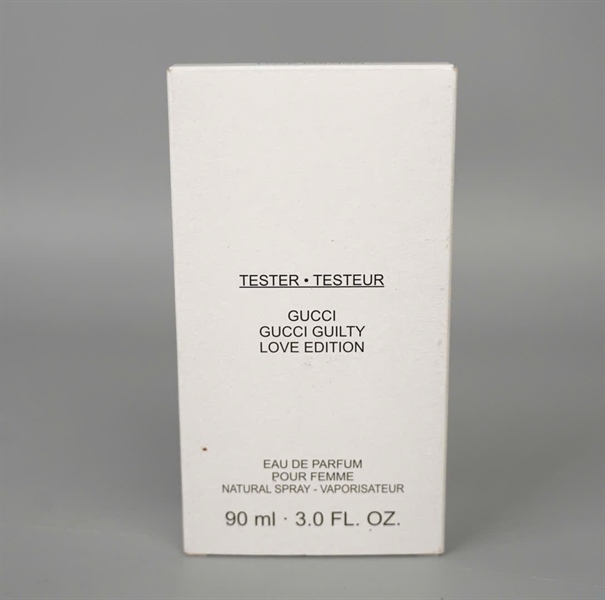 TESTER • TESTEUR
GUCCI
GUCCI GUILTY
LOVE EDITION
EAU DE PARFUM
POUR FEMME
NATURAL SPRAY - VAPORISATEUR
90 ml · 3.0 FL. OZ.